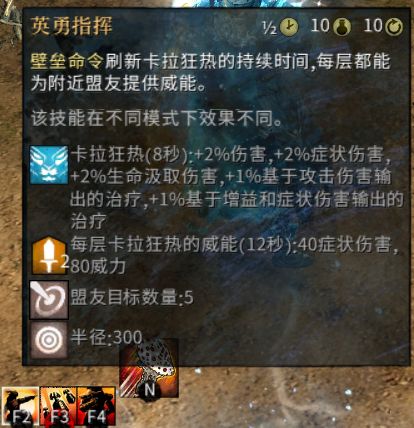 英勇指挥 ½ 10 10
壁垒命令刷新卡拉狂热的持续时间,每层都能
为附近盟友提供威能。
该技能在不同模式下效果不同。
卡拉狂热(8秒):+2%伤害,+2%症状伤害,
+2%生命汲取伤害,+1%基于攻击伤害输
出的治疗,+1%基于增益和症状伤害输出的
治疗
每层卡拉狂热的威能(12秒):40症状伤害,
2 80威力
盟友目标数量:5
半径:300
N
F2 F3 F4